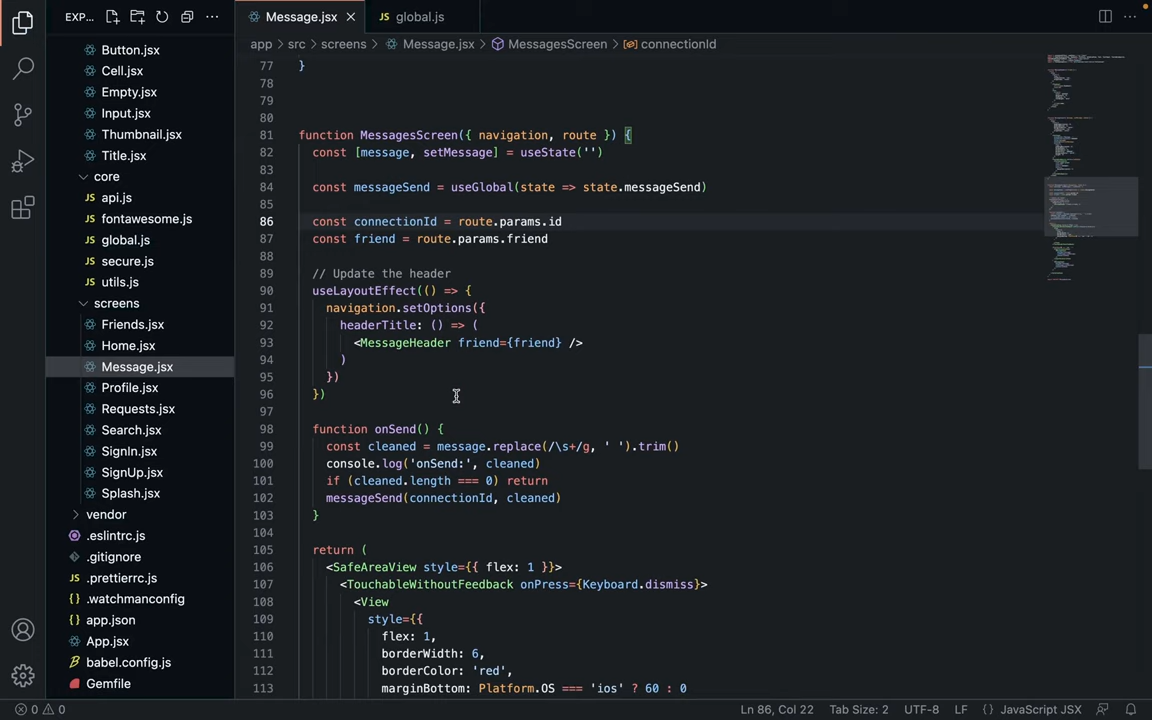 EXP...
Message.jsx
JS global.js
app > src > screens > Message.jsx > MessagesScreen > connectionId
Button.jsx
Cell.jsx
Empty.jsx
Input.jsx
Thumbnail.jsx
Title.jsx
core
JS api.js
JS fontawesome.js
JS global.js
JS secure.js
JS utils.js
screens
Friends.jsx
Home.jsx
Message.jsx
Profile.jsx
Requests.jsx
Search.jsx
SignIn.jsx
SignUp.jsx
Splash.jsx
vendor
.eslintrc.js
.gitignore
.prettierrc.js
{} .watchmanconfig
{} app.json
App.jsx
babel.config.js
Gemfile
77 }
78
79
80
81 function MessagesScreen({ navigation, route }) {
82 const [message, setMessage] = useState('')
83
84 const messageSend = useGlobal(state => state.messageSend)
85
86 const connectionId = route.params.id
87 const friend = route.params.friend
88
89 // Update the header
90 useLayoutEffect(() => {
91 navigation.setOptions({
92 headerTitle: () => (
93 <MessageHeader friend={friend} />
94 )
95 })
96 })
97
98 function onSend() {
99 const cleaned = message.replace(/\s+/g, ' ').trim()
100 console.log('onSend:', cleaned)
101 if (cleaned.length === 0) return
102 messageSend(connectionId, cleaned)
103 }
104
105 return (
106 <SafeAreaView style={{ flex: 1 }}>
107 <TouchableWithoutFeedback onPress={Keyboard.dismiss}>
108 <View
109 style={{
110 flex: 1,
111 borderWidth: 6,
112 borderColor: 'red',
113 marginBottom: Platform.OS === 'ios' ? 60 : 0
0 0 Ln 86, Col 22 Tab Size: 2 UTF-8 LF {} JavaScript JSX